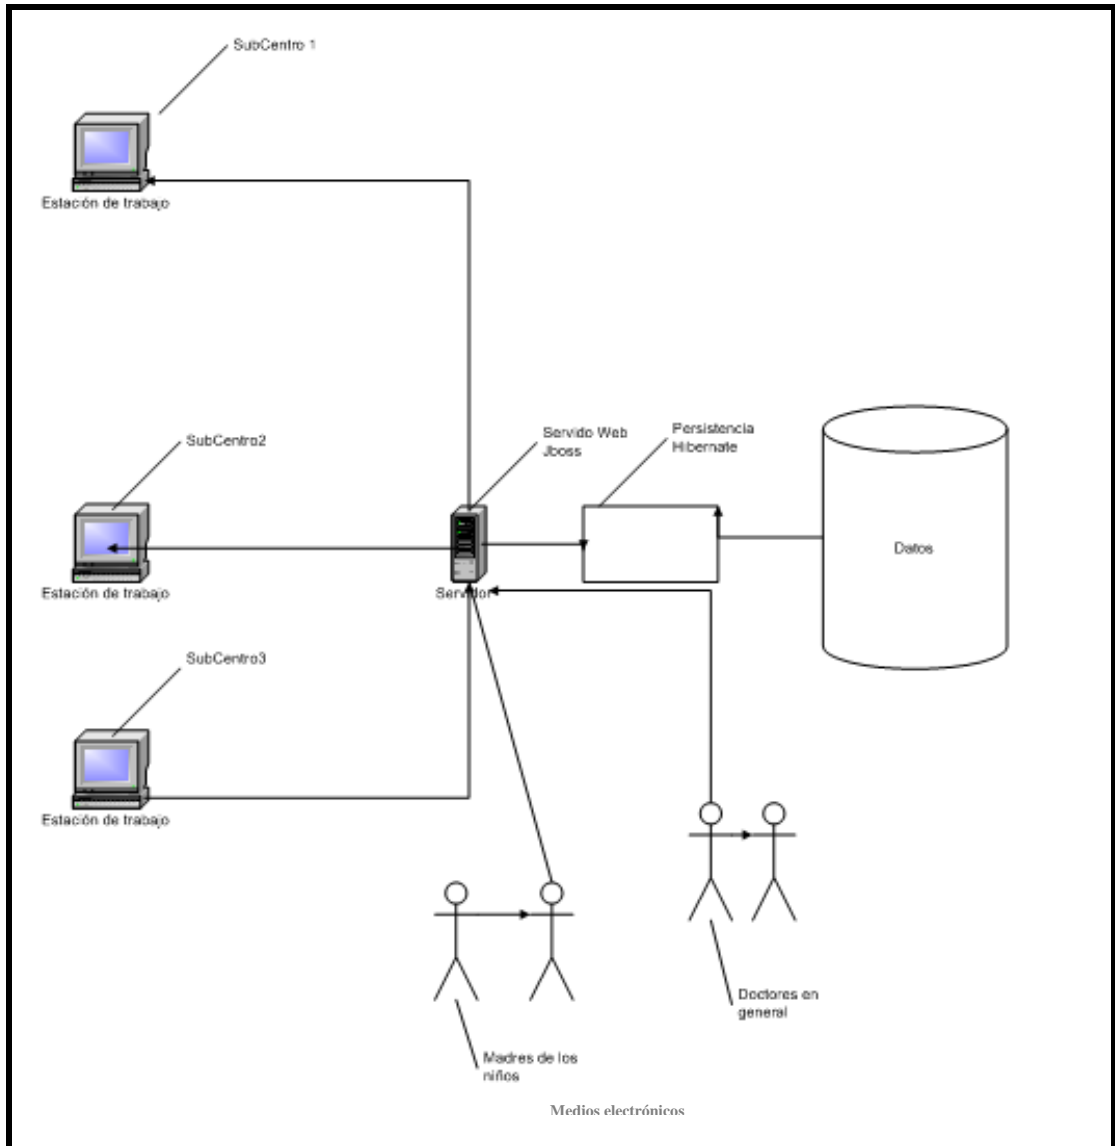 SubCentro 1
Estación de trabajo
SubCentro2
Servido Web
Jboss
Persistencia
Hibernate
Datos
Estación de trabajo
Servidor
SubCentro3
Estación de trabajo
Doctores en
general
Madres de los
niños
Medios electrónicos